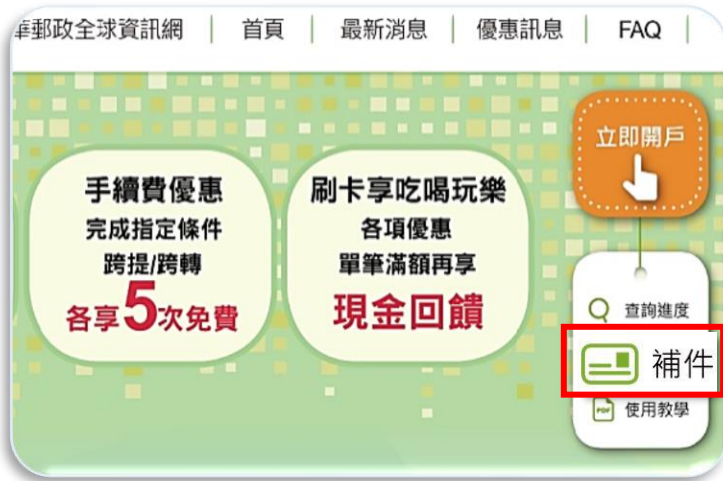 華郵政全球資訊網 | 首頁 | 最新消息 | 優惠訊息 | FAQ |
立即開戶
手續費優惠
完成指定條件
跨提/跨轉
各享5次免費
刷卡享吃喝玩樂
各項優惠
單筆滿額再享
現金回饋
查詢進度
補件
PDF 使用教學